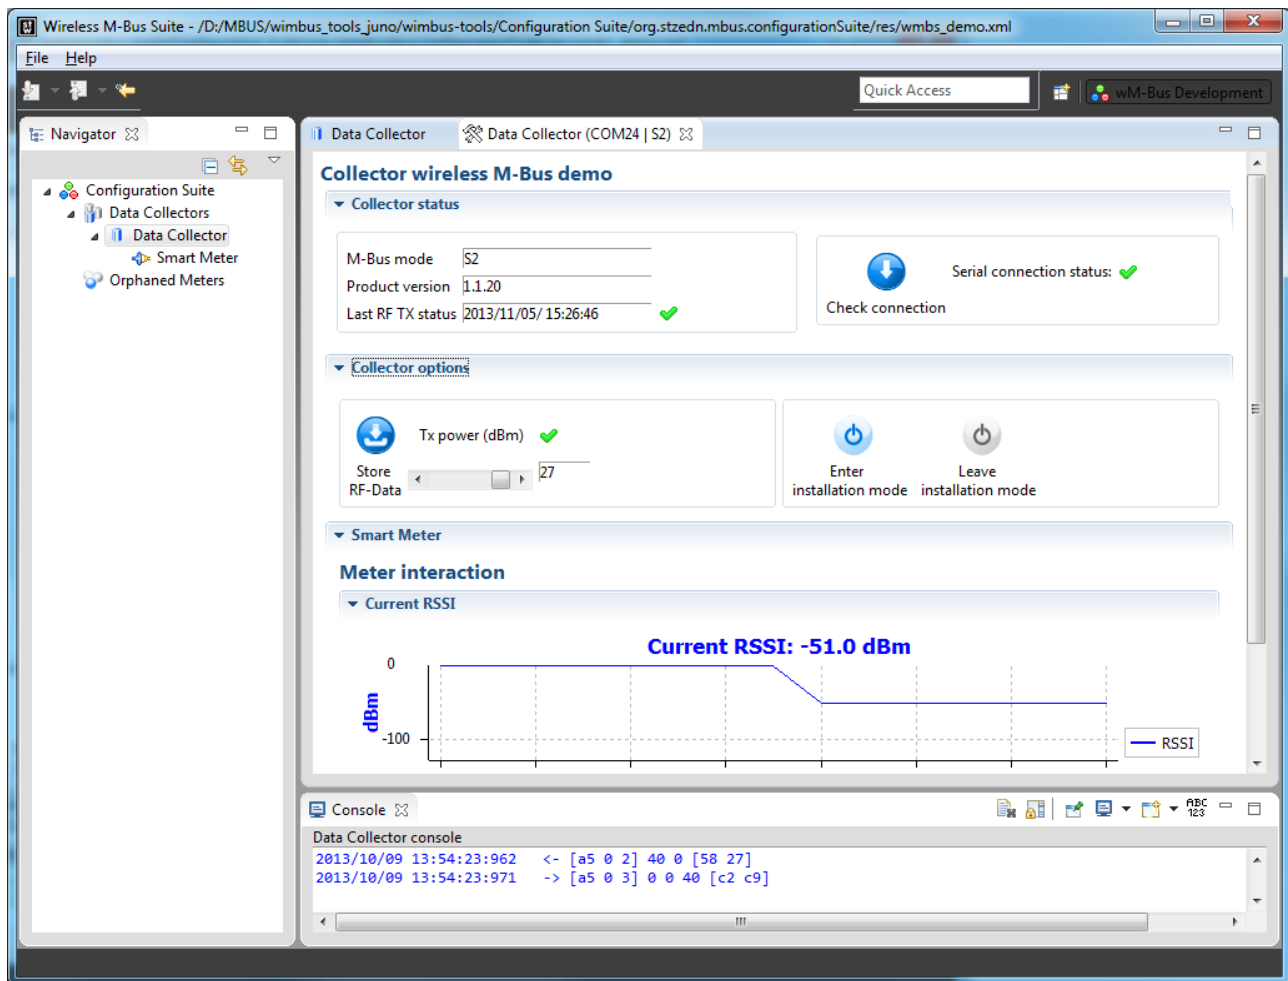 Wireless M-Bus Suite - /D:/MBUS/wimbus_tools_juno/wimbus-tools/Configuration Suite/org.stzedn.mbus.configurationSuite/res/wmbs_demo.xml
File Help
Quick Access
wM-Bus Development
Navigator
Configuration Suite
Data Collectors
Data Collector
Smart Meter
Orphaned Meters
Data Collector
Data Collector (COM24 | S2)
Collector wireless M-Bus demo
Collector status
M-Bus mode S2
Product version 1.1.20
Last RF TX status 2013/11/05/ 15:26:46
Serial connection status:
Check connection
Collector options
Tx power (dBm)
Store
RF-Data
27
Enter
installation mode
Leave
installation mode
Smart Meter
Meter interaction
Current RSSI
Current RSSI: -51.0 dBm
0
dBm
-100
RSSI
Console
ABC
123
Data Collector console
2013/10/09 13:54:23:962 <- [a5 0 2] 40 0 [58 27]
2013/10/09 13:54:23:971 -> [a5 0 3] 0 0 40 [c2 c9]